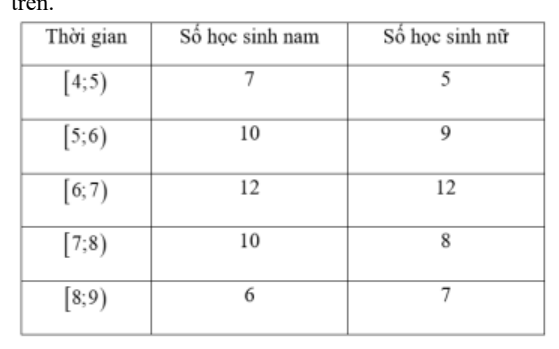 trên.
Thời gian Số học sinh nam Số học sinh nữ
[4;5) 7 5
[5;6) 10 9
[6;7) 12 12
[7;8) 10 8
[8;9) 6 7